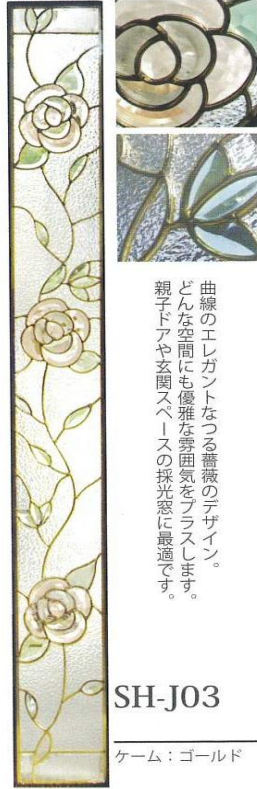 曲線のエレガントなつる薔薇のデザイン。
どんな空間にも優雅な雰囲気をプラスします。
親子ドアや玄関スペースの採光窓に最適です。
SH-J03
ケーム：ゴールド